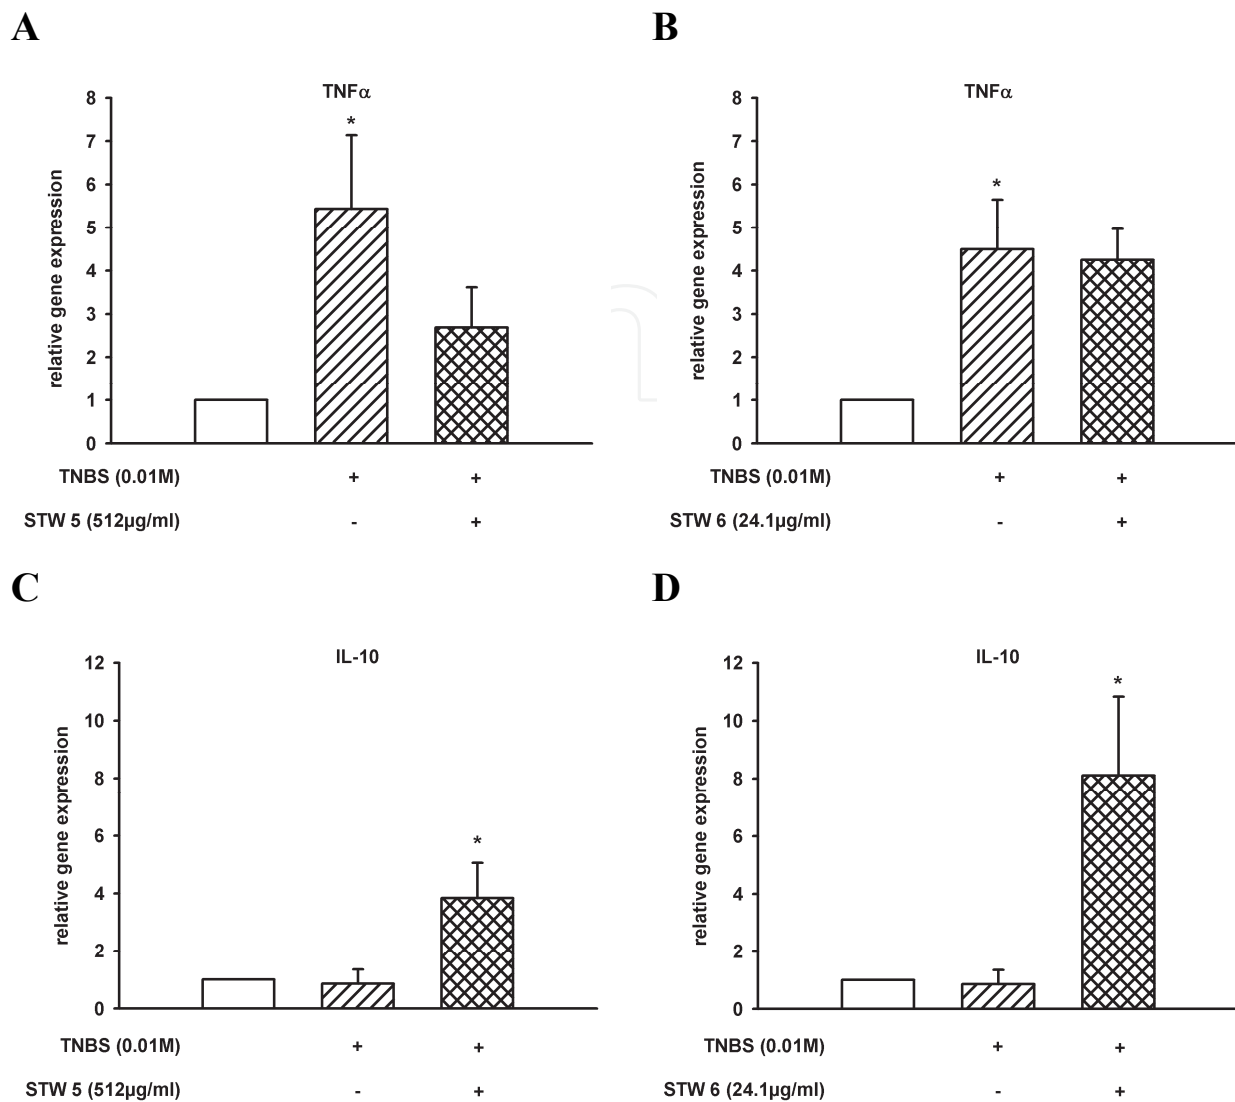 A
TNFα
*
8
7
6
5
4
3
2
1
0
relative gene expression
TNBS (0.01M) + +
STW 5 (512µg/ml) - +
B
TNFα
*
8
7
6
5
4
3
2
1
0
relative gene expression
TNBS (0.01M) + +
STW 6 (24.1µg/ml) - +
C
IL-10
*
12
10
8
6
4
2
0
relative gene expression
TNBS (0.01M) + +
STW 5 (512µg/ml) - +
D
IL-10
*
12
10
8
6
4
2
0
relative gene expression
TNBS (0.01M) + +
STW 6 (24.1µg/ml) - +